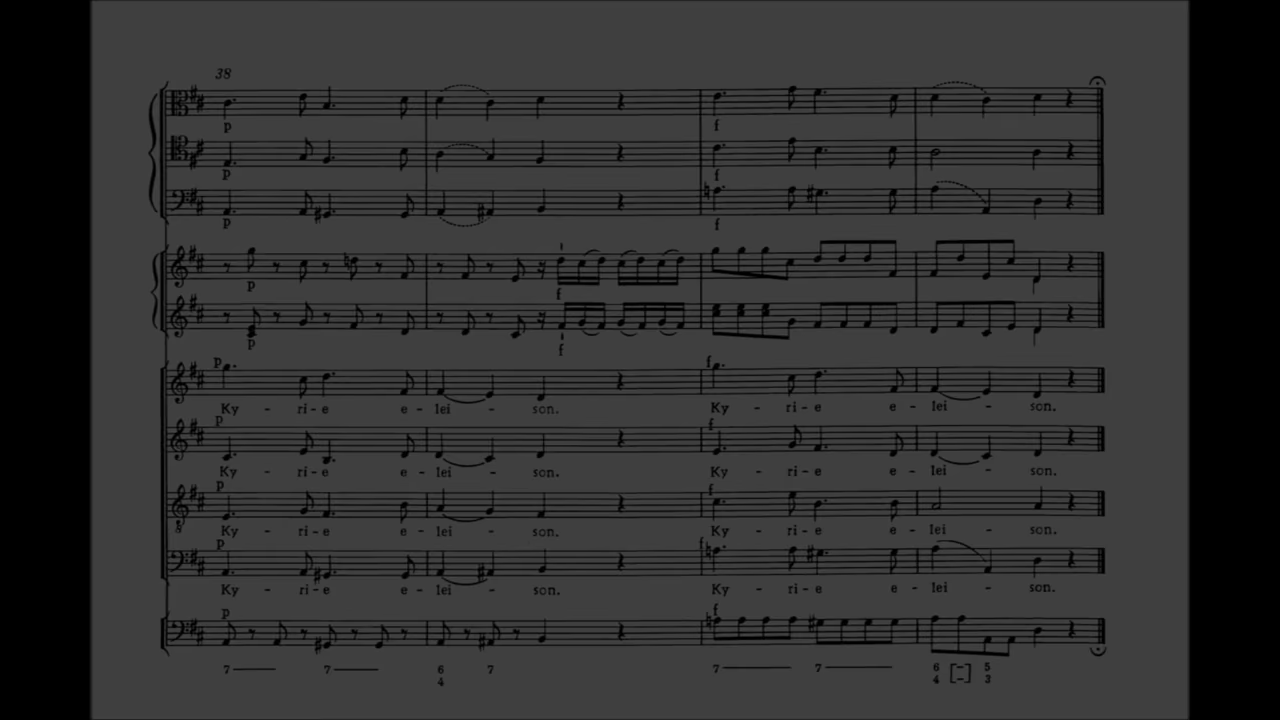 38
p
p
p
p
f
p
f
f
f
f
p f
Ky - ri - e e - lei - son. Ky - ri - e e - lei - son.
p f
Ky - ri - e e - lei - son. Ky - ri - e e - lei - son.
p f
Ky - ri - e e - lei - son. Ky - ri - e e - lei - son.
p f
Ky - ri - e e - lei - son. Ky - ri - e e - lei - son.
p f
7 7 6 7 7 7 6 [-] 5
4 4 [-] 3